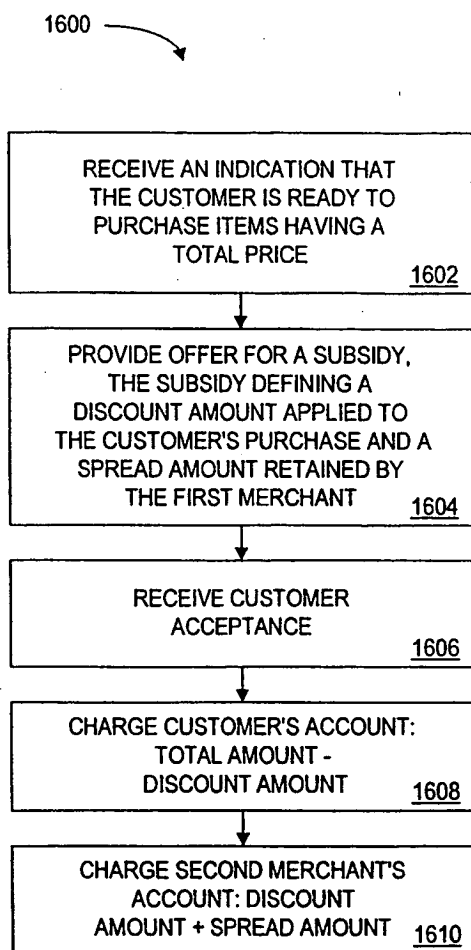 1600
RECEIVE AN INDICATION THAT
THE CUSTOMER IS READY TO
PURCHASE ITEMS HAVING A
TOTAL PRICE
1602
PROVIDE OFFER FOR A SUBSIDY,
THE SUBSIDY DEFINING A
DISCOUNT AMOUNT APPLIED TO
THE CUSTOMER'S PURCHASE AND A
SPREAD AMOUNT RETAINED BY
THE FIRST MERCHANT
1604
RECEIVE CUSTOMER
ACCEPTANCE
1606
CHARGE CUSTOMER'S ACCOUNT:
TOTAL AMOUNT -
DISCOUNT AMOUNT
1608
CHARGE SECOND MERCHANT'S
ACCOUNT: DISCOUNT
AMOUNT + SPREAD AMOUNT
1610